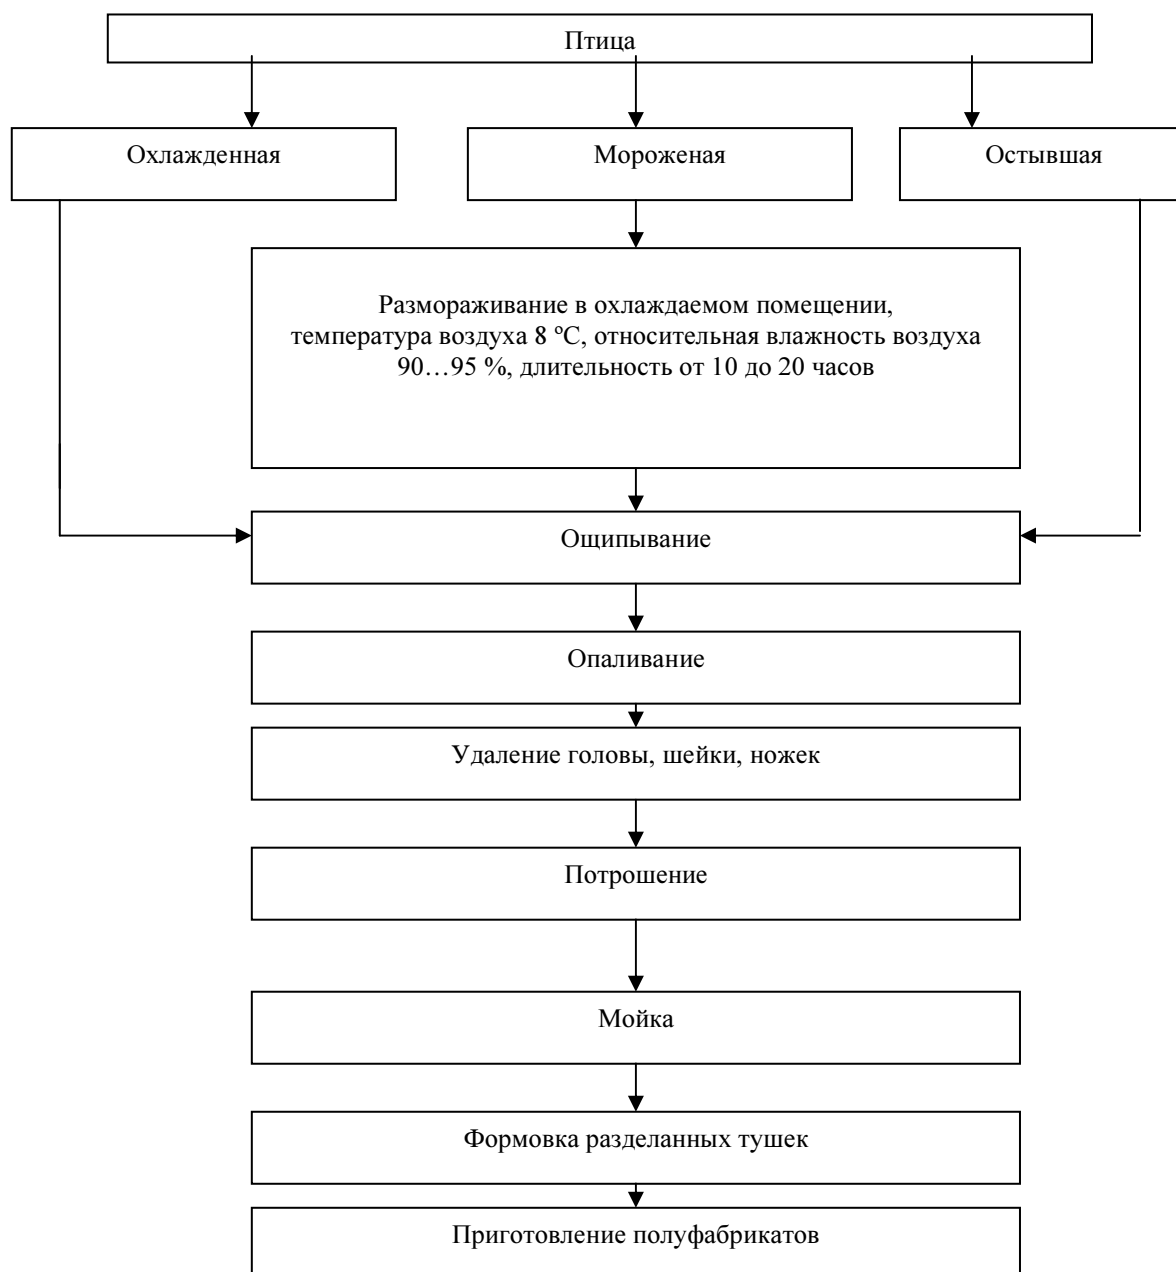 Птица
Охлажденная
Мороженая
Остывшая
Размораживание в охлаждаемом помещении,
температура воздуха 8 ºС, относительная влажность воздуха
90…95 %, длительность от 10 до 20 часов
Ощипывание
Опаливание
Удаление головы, шейки, ножек
Потрошение
Мойка
Формовка разделанных тушек
Приготовление полуфабрикатов